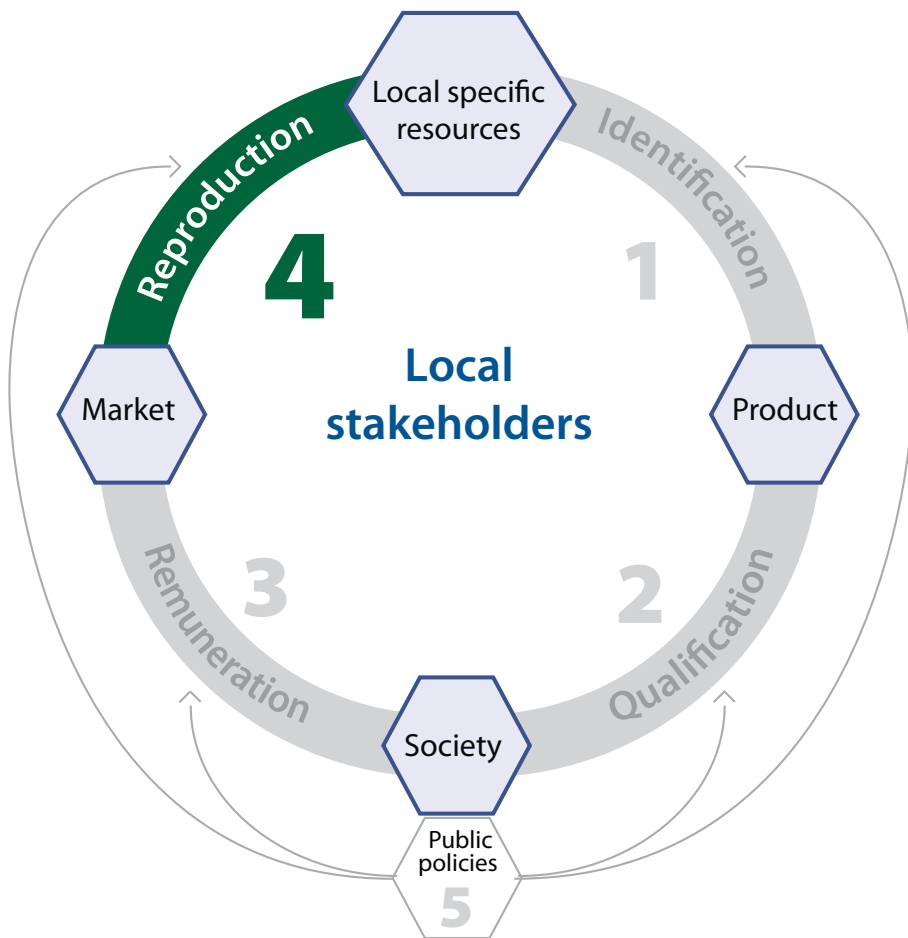 Local specific
resources
Identification
1
Product
2
Qualification
Society
3
Remuneration
Market
4
Reproduction
Local
stakeholders
Public
policies
5